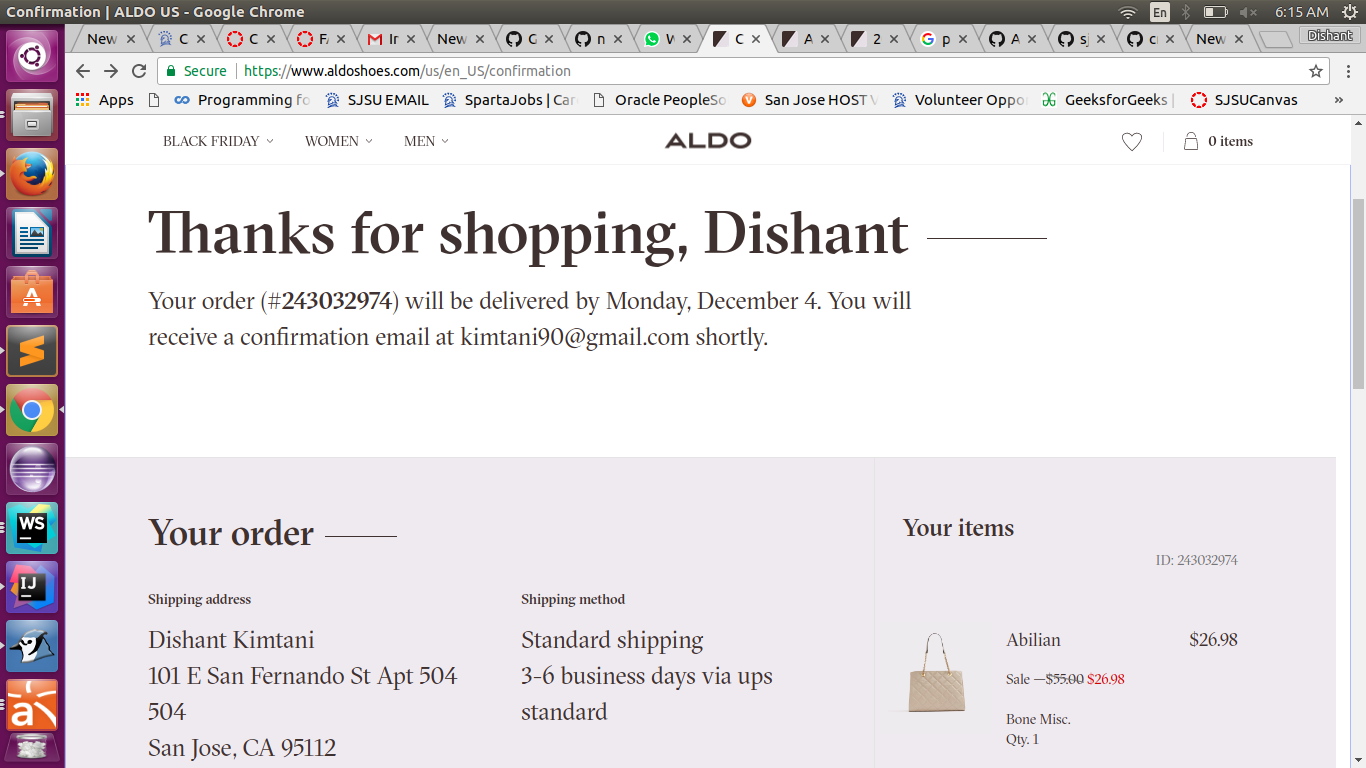 Confirmation | ALDO US - Google Chrome
En
6:15 AM
New
C
C
FA
In
New
G
n
W
C
A
2
p
A
sj
cr
New
Dishant
Secure
https://www.aldoshoes.com/us/en_US/confirmation
Apps
Programming fo
SJSU EMAIL
SpartaJobs | Car
Oracle PeopleSo
San Jose HOST V
Volunteer Oppo
GeeksforGeeks |
SJSUCanvas
»
BLACK FRIDAY
WOMEN
MEN
ALDO
0 items
Thanks for shopping, Dishant
Your order (#243032974) will be delivered by Monday, December 4. You will
receive a confirmation email at kimtani90@gmail.com shortly.
Your order
Shipping address
Dishant Kimtani
101 E San Fernando St Apt 504
504
San Jose, CA 95112
Shipping method
Standard shipping
3-6 business days via ups
standard
Your items
ID: 243032974
Abilian
$26.98
Sale —$55.00 $26.98
Bone Misc.
Qty. 1
WS
IJ